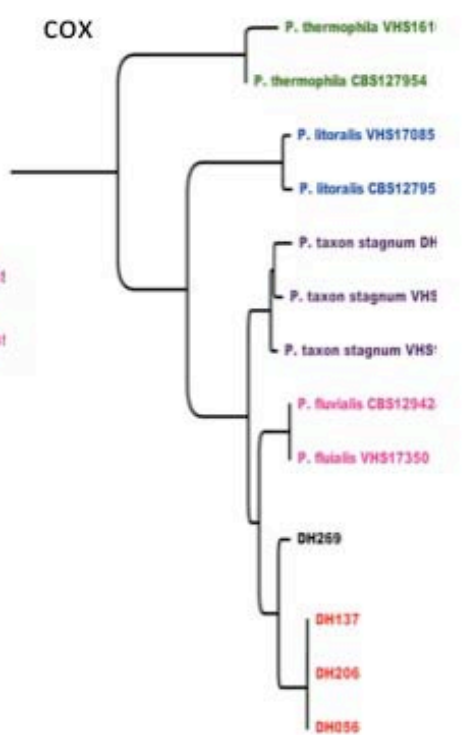 COX
P. thermophila VHS161
P. thermophila CBS127954
P. litoralis VHS17085
P. litoralis CBS12795
P. taxon stagnum DH
P. taxon stagnum VHS
P. taxon stagnum VHS
P. fluvialis CBS12942
P. fluialis VHS17350
DH269
DH137
DH206
DH056